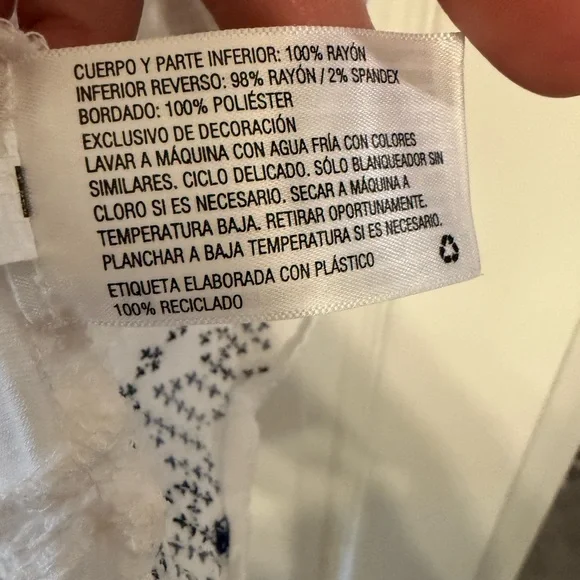 CUERPO Y PARTE INFERIOR: 100% RAYÓN
INFERIOR REVERSO: 98% RAYÓN / 2% SPANDEX
BORDADO: 100% POLIÉSTER
EXCLUSIVO DE DECORACIÓN
LAVAR A MÁQUINA CON AGUA FRÍA CON COLORES
SIMILARES. CICLO DELICADO. SÓLO BLANQUEADOR SIN
CLORO SI ES NECESARIO. SECAR A MÁQUINA A
TEMPERATURA BAJA. RETIRAR OPORTUNAMENTE.
PLANCHAR A BAJA TEMPERATURA SI ES NECESARIO.
ETIQUETA ELABORADA CON PLÁSTICO
100% RECICLADO